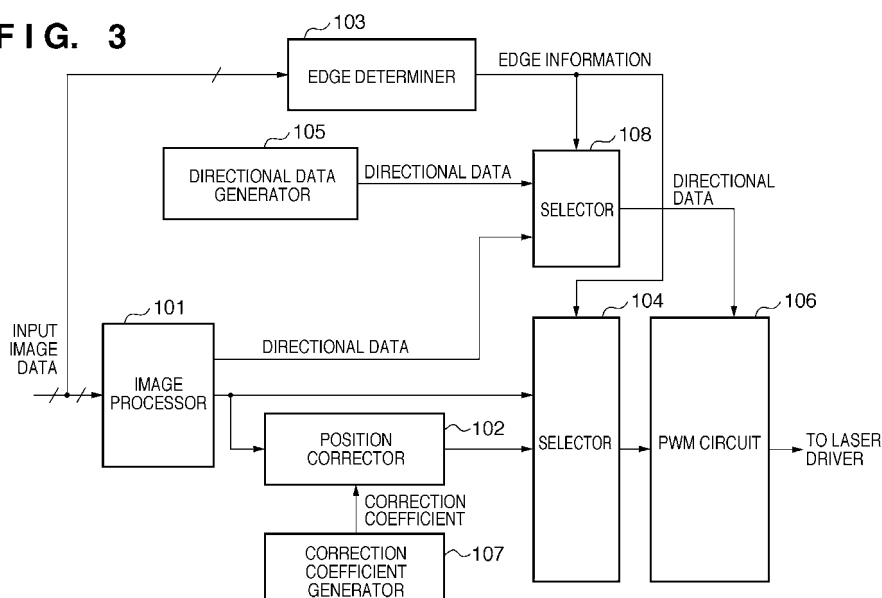 FIG. 3
103
EDGE DETERMINER
EDGE INFORMATION
105
DIRECTIONAL DATA
GENERATOR
DIRECTIONAL DATA
108
SELECTOR
DIRECTIONAL
DATA
101
INPUT
IMAGE
DATA
IMAGE
PROCESSOR
DIRECTIONAL DATA
104
106
POSITION
CORRECTOR
102
SELECTOR
PWM CIRCUIT
TO LASER
DRIVER
CORRECTION
COEFFICIENT
CORRECTION
COEFFICIENT
GENERATOR
107